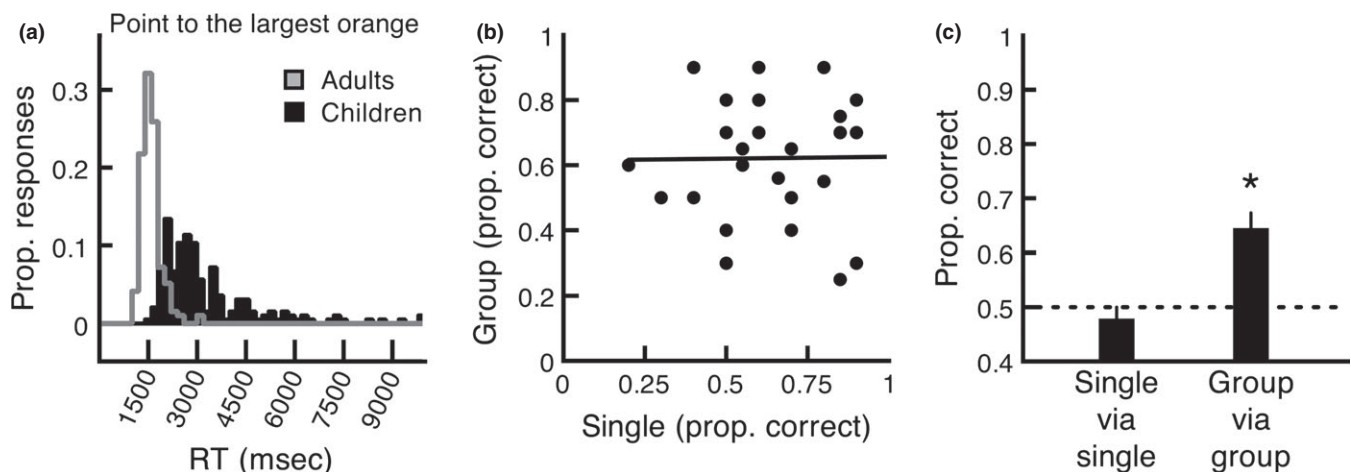 (a)
Point to the largest orange
Adults
Children
Prop. responses
0.3
0.2
0.1
0
1500
3000
4500
6000
7500
9000
RT (msec)
(b)
Group (prop. correct)
1
0.8
0.6
0.4
0.2
0
0
0.25
0.5
0.75
1
Single (prop. correct)
(c)
Prop. correct
1
0.9
0.8
0.7
0.6
0.5
0.4
*
Single
via
single
Group
via
group